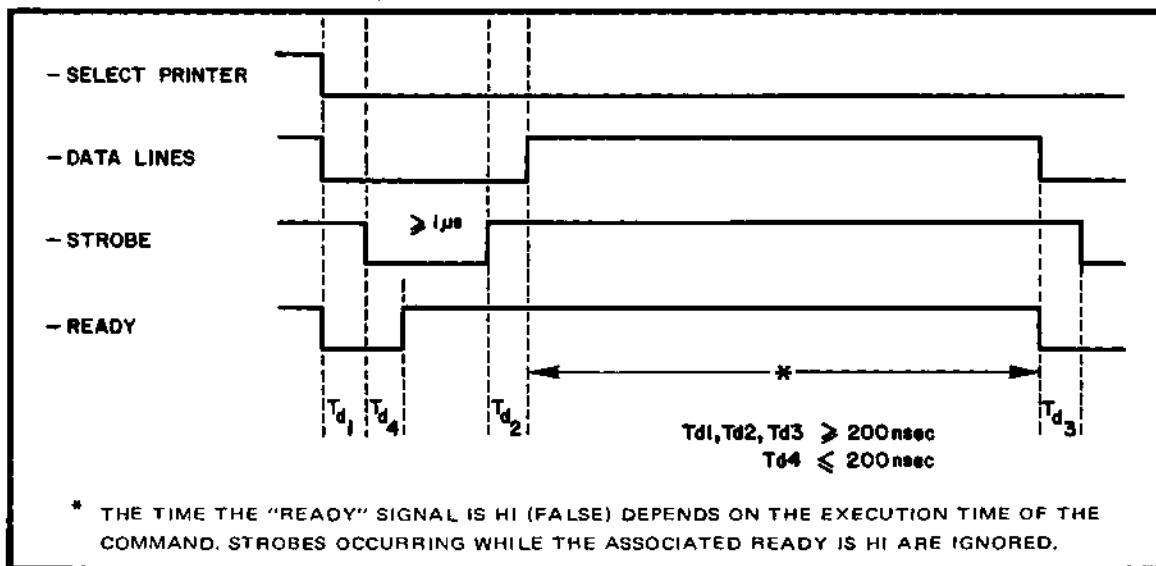 – SELECT PRINTER
– DATA LINES
⩾ 1µs
– STROBE
– READY
*
Td1 Td4 Td2 Td3
Td1, Td2, Td3 ⩾ 200nsec
Td4 ⩽ 200nsec
* THE TIME THE "READY" SIGNAL IS HI (FALSE) DEPENDS ON THE EXECUTION TIME OF THE
COMMAND. STROBES OCCURRING WHILE THE ASSOCIATED READY IS HI ARE IGNORED.